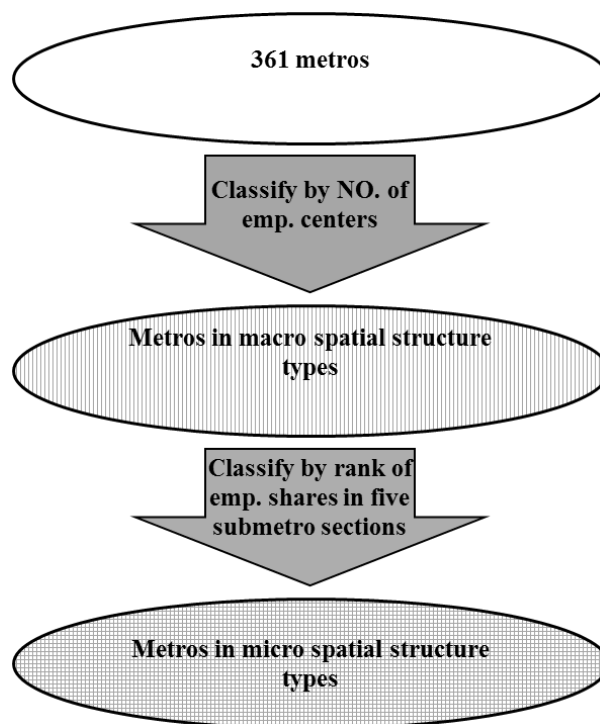 361 metros
Classify by NO. of
emp. centers
Metros in macro spatial structure
types
Classify by rank of
emp. shares in five
submetro sections
Metros in micro spatial structure
types